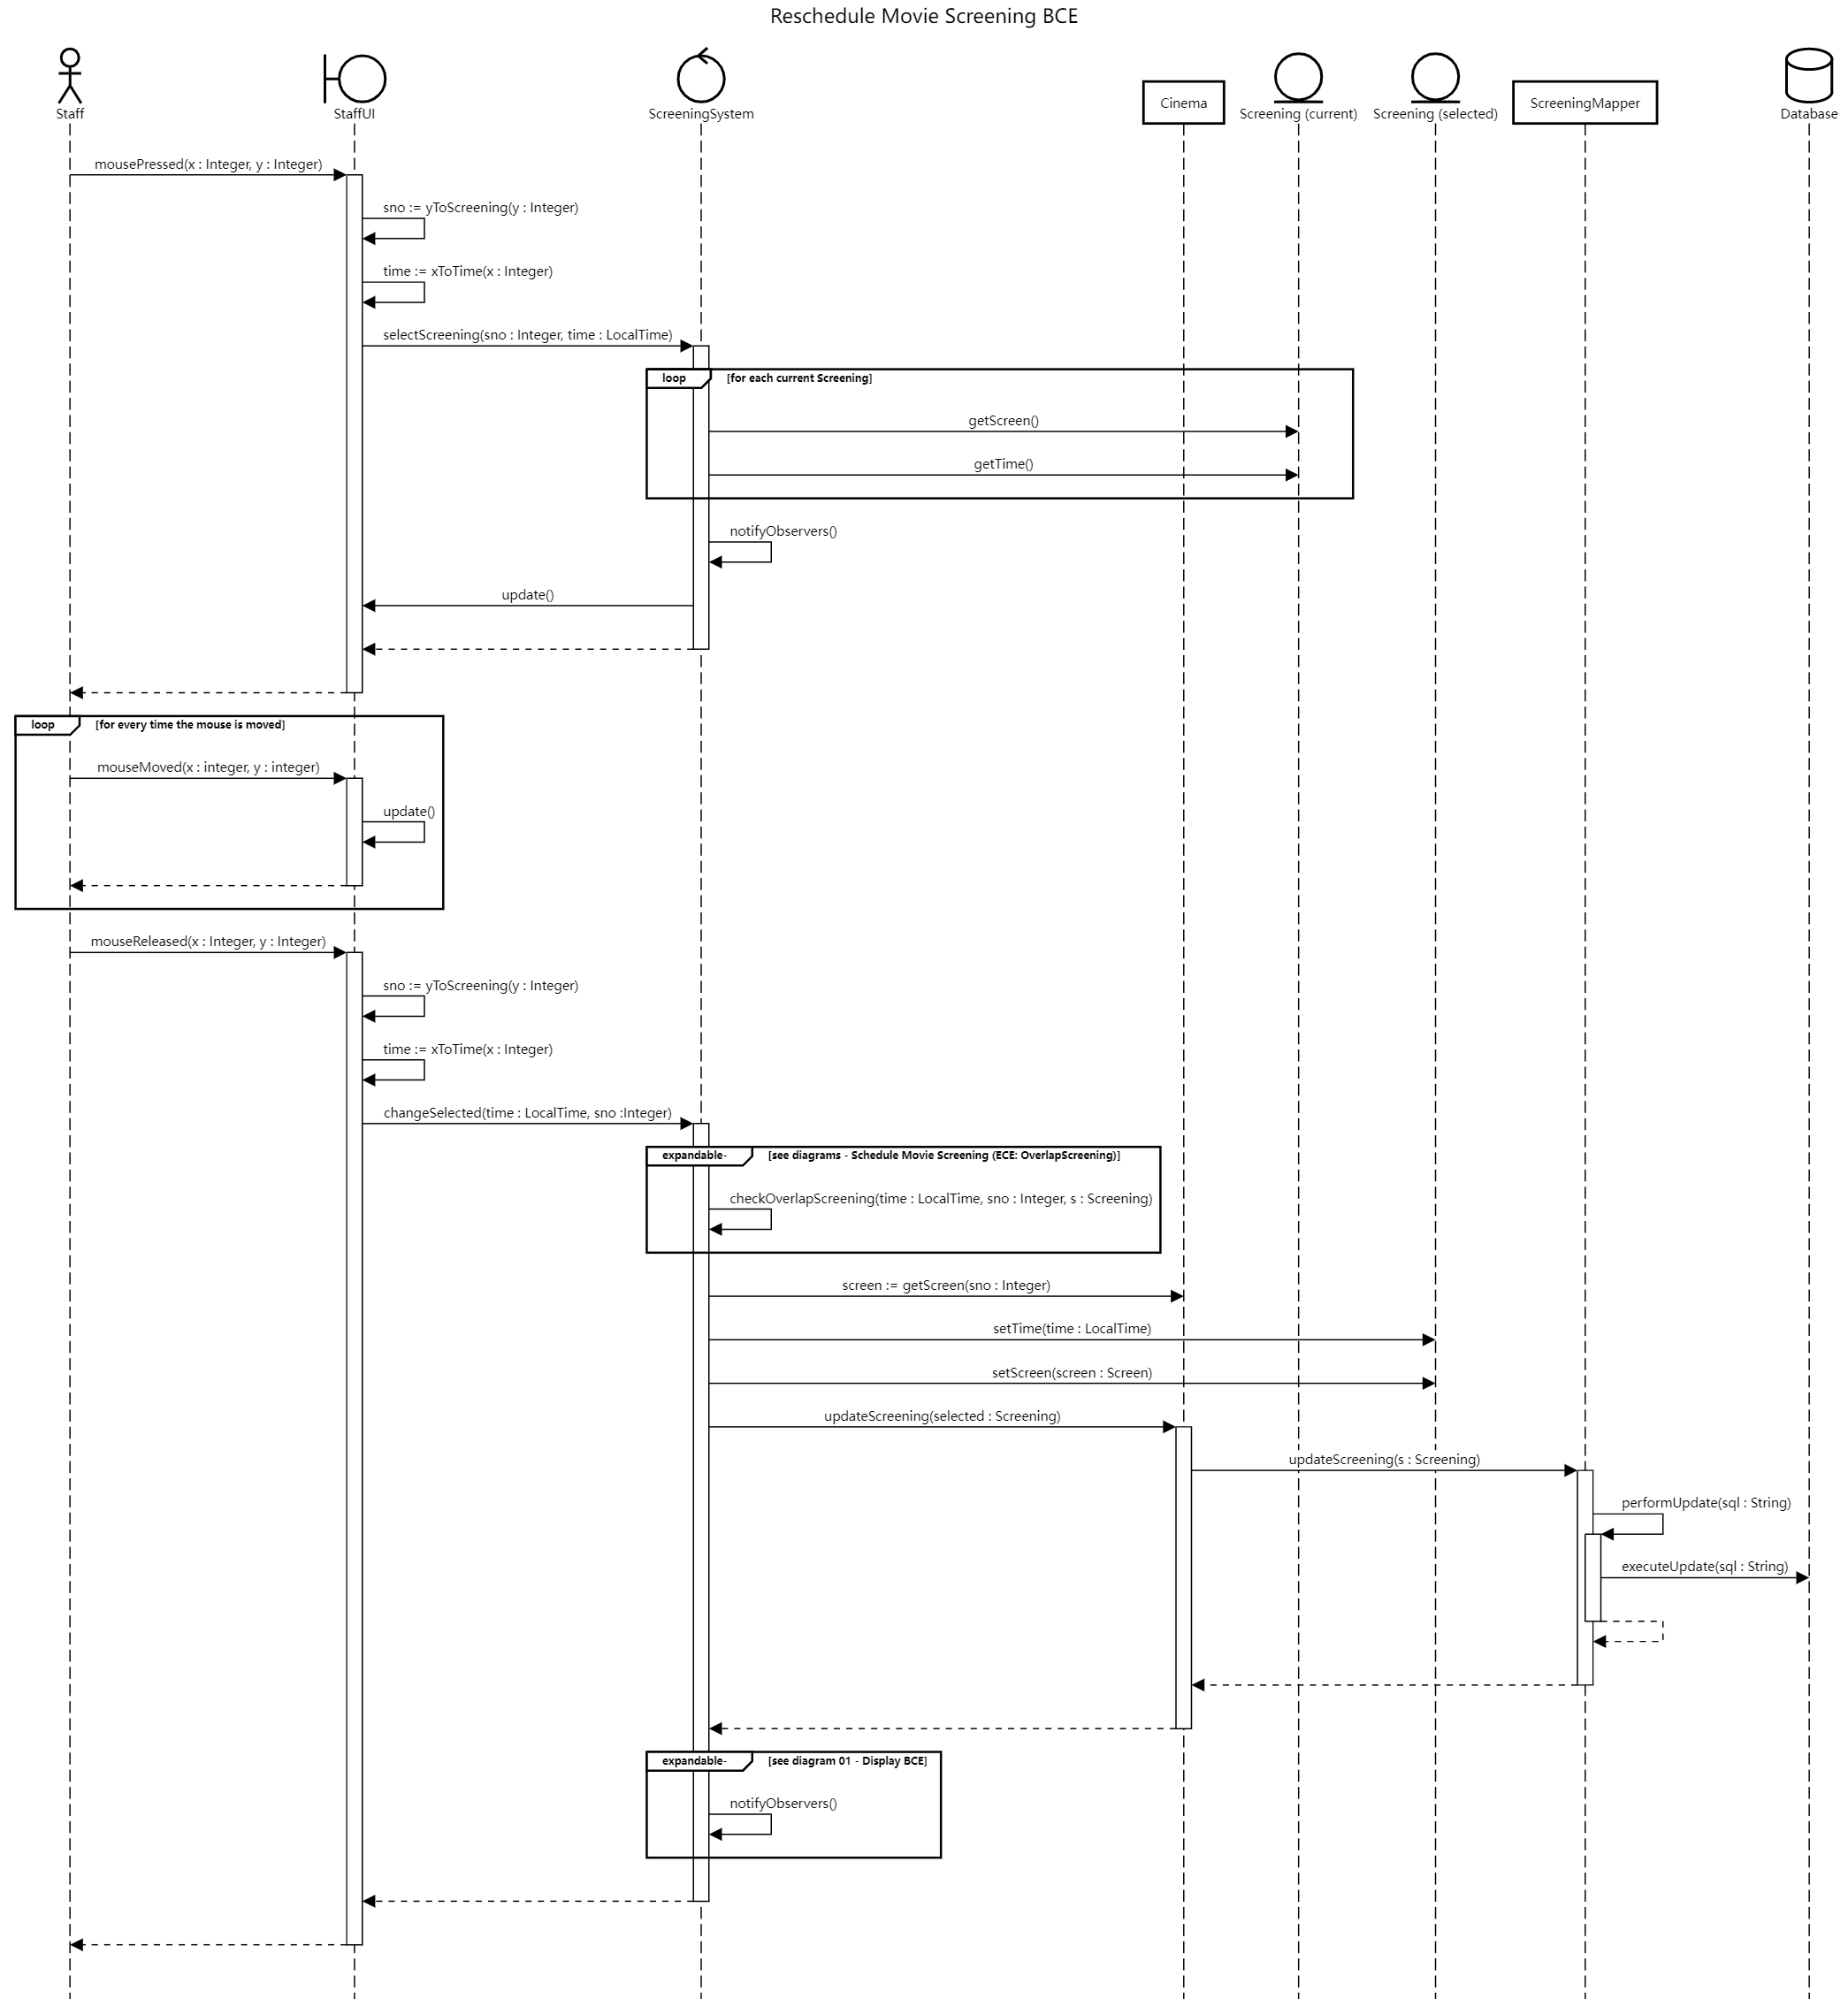 Reschedule Movie Screening BCE
Staff
StaffUI
ScreeningSystem
Cinema
Screening (current)
Screening (selected)
ScreeningMapper
Database
mousePressed(x : Integer, y : Integer)
sno := yToScreening(y : Integer)
time := xToTime(x : Integer)
selectScreening(sno : Integer, time : LocalTime)
loop [for each current Screening]
getScreen()
getTime()
notifyObservers()
update()
loop [for every time the mouse is moved]
mouseMoved(x : integer, y : integer)
update()
mouseReleased(x : Integer, y : Integer)
sno := yToScreening(y : Integer)
time := xToTime(x : Integer)
changeSelected(time : LocalTime, sno :Integer)
expandable- [see diagrams - Schedule Movie Screening (ECE: OverlapScreening)]
checkOverlapScreening(time : LocalTime, sno : Integer, s : Screening)
screen := getScreen(sno : Integer)
setTime(time : LocalTime)
setScreen(screen : Screen)
updateScreening(selected : Screening)
updateScreening(s : Screening)
performUpdate(sql : String)
executeUpdate(sql : String)
expandable- [see diagram 01 - Display BCE]
notifyObservers()